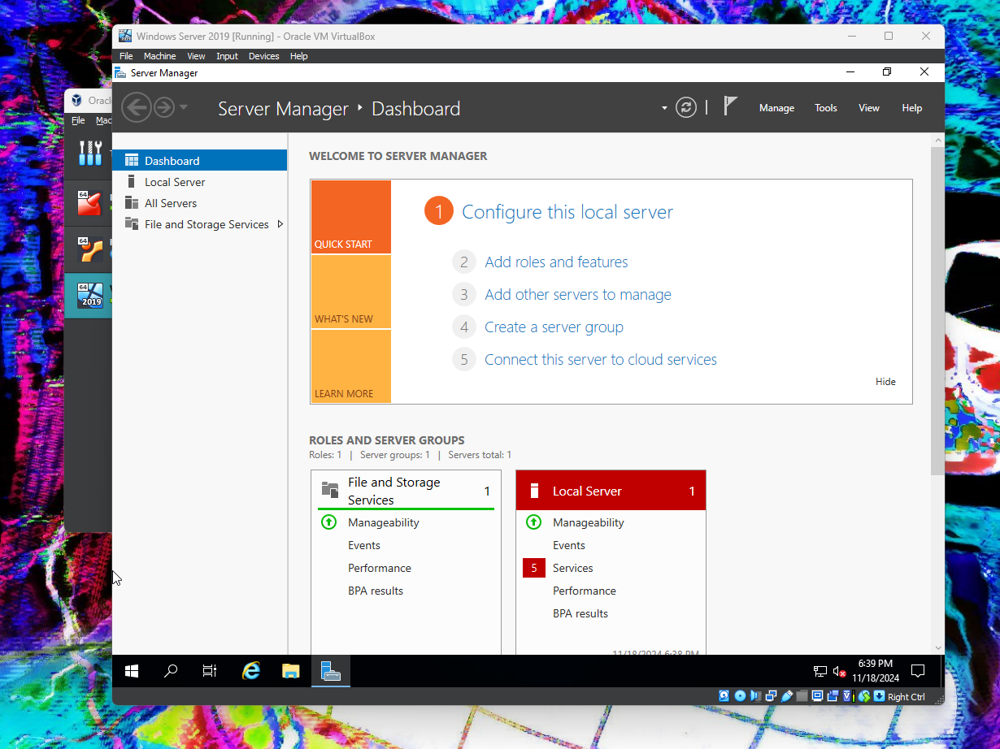 Windows Server 2019 [Running] - Oracle VM VirtualBox
File Machine View Input Devices Help
Server Manager
Oracl
File Mac
Server Manager Dashboard
Manage Tools View Help
64
64
64
2019
Dashboard
Local Server
All Servers
File and Storage Services
WELCOME TO SERVER MANAGER
QUICK START
WHAT'S NEW
LEARN MORE
1 Configure this local server
2 Add roles and features
3 Add other servers to manage
4 Create a server group
5 Connect this server to cloud services
Hide
ROLES AND SERVER GROUPS
Roles: 1 | Server groups: 1 | Servers total: 1
File and Storage
Services
1
Manageability
Events
Performance
BPA results
Local Server 1
Manageability
Events
5 Services
Performance
BPA results
11/18/2024 6:38 PM
6:39 PM
11/18/2024
Right Ctrl